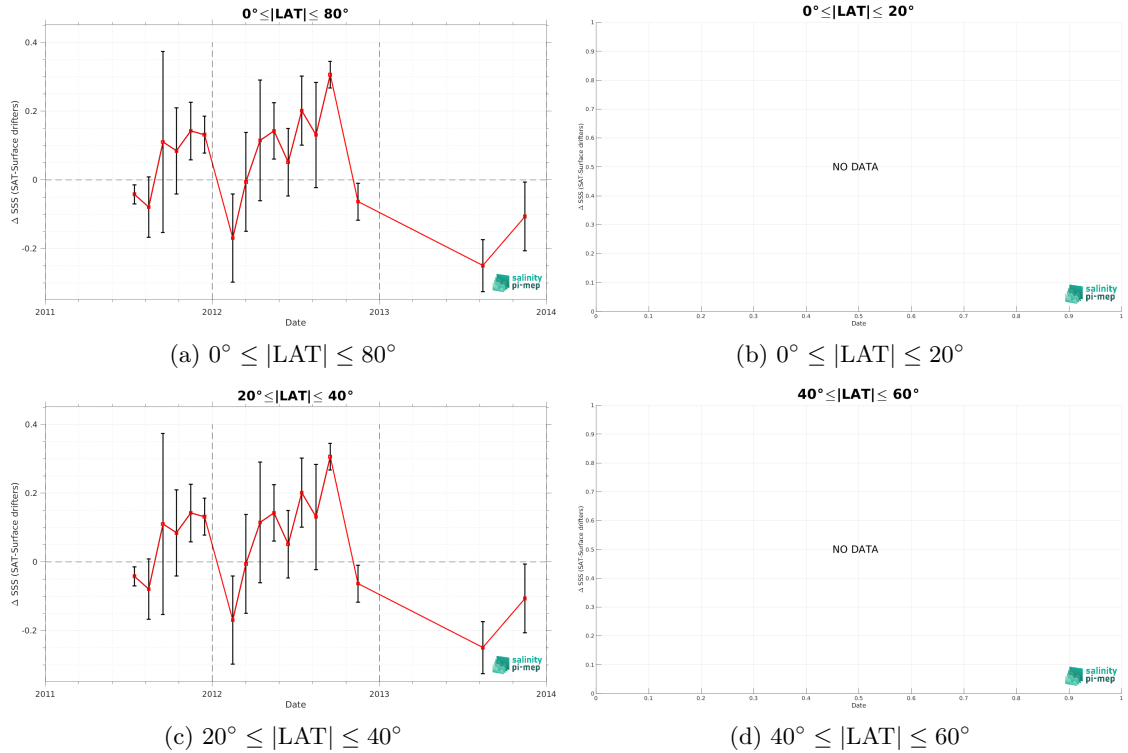 0°≤|LAT|≤ 80°
0.4
0.2
0
-0.2
Δ SSS (SAT-Surface drifters)
2011
2012
2013
2014
Date
salinity
pi-mep
(a) 0° ≤ |LAT| ≤ 80°
0°≤|LAT|≤ 20°
1
0.9
0.8
0.7
0.6
0.5
0.4
0.3
0.2
0.1
0
Δ SSS (SAT-Surface drifters)
NO DATA
0
0.1
0.2
0.3
0.4
0.5
0.6
0.7
0.8
0.9
1
Date
salinity
pi-mep
(b) 0° ≤ |LAT| ≤ 20°
20°≤|LAT|≤ 40°
0.4
0.2
0
-0.2
Δ SSS (SAT-Surface drifters)
2011
2012
2013
2014
Date
salinity
pi-mep
(c) 20° ≤ |LAT| ≤ 40°
40°≤|LAT|≤ 60°
1
0.9
0.8
0.7
0.6
0.5
0.4
0.3
0.2
0.1
0
Δ SSS (SAT-Surface drifters)
NO DATA
0
0.1
0.2
0.3
0.4
0.5
0.6
0.7
0.8
0.9
1
Date
salinity
pi-mep
(d) 40° ≤ |LAT| ≤ 60°